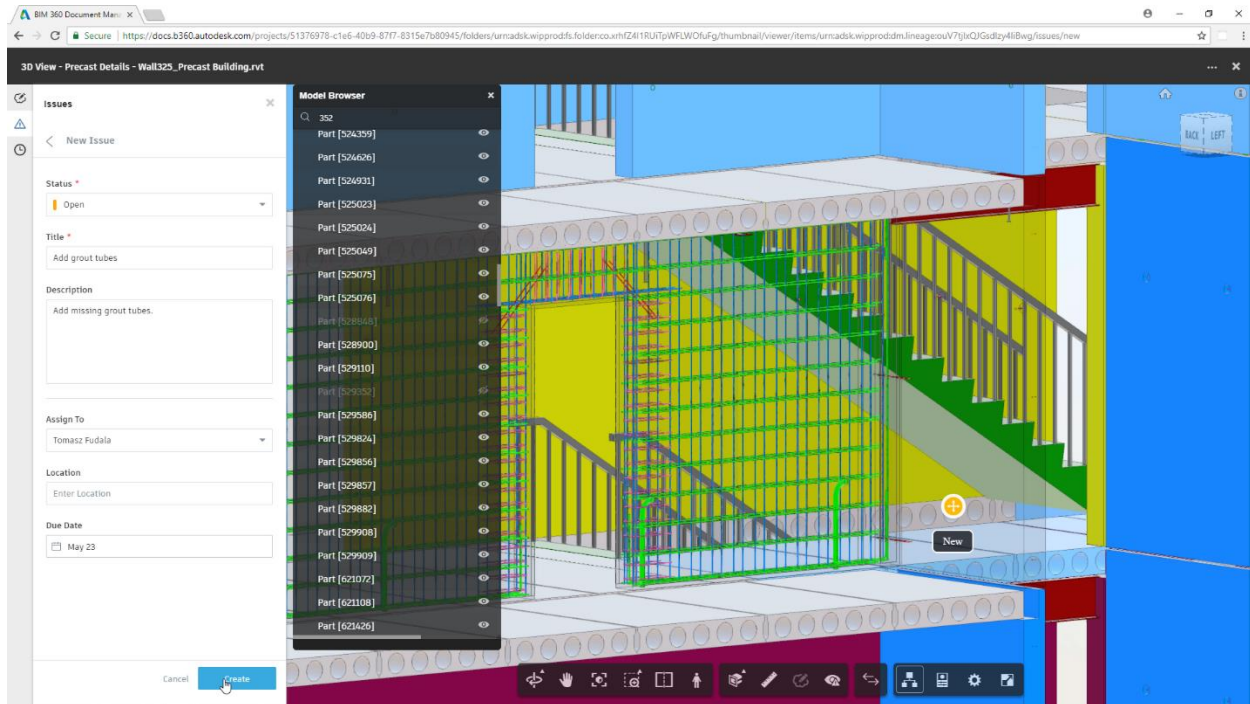 BIM 360 Document Man
Secure | https://docs.b360.autodesk.com/projects/51376978-c1e6-40b9-87f7-8315e7b80945/folders/urn:adsk.wipprod:fs.folder:co.xrhfZ4I1RUiTpWFLWOfuFg/thumbnail/viewer/items/urn:adsk.wipprod:dm.lineage:ouV7tjlxQJGsdlzy4liBwg/issues/new
3D View - Precast Details - Wall325_Precast Building.rvt
Issues
New Issue
Status *
Open
Title *
Add grout tubes
Description
Add missing grout tubes.
Assign To
Tomasz Fudala
Location
Enter Location
Due Date
May 23
Cancel
Create
Model Browser
352
Part [524359]
Part [524626]
Part [524931]
Part [525023]
Part [525024]
Part [525049]
Part [525075]
Part [525076]
Part [528848]
Part [528900]
Part [529110]
Part [529352]
Part [529586]
Part [529824]
Part [529856]
Part [529857]
Part [529882]
Part [529908]
Part [529909]
Part [621072]
Part [621108]
Part [621426]
BACK LEFT
New